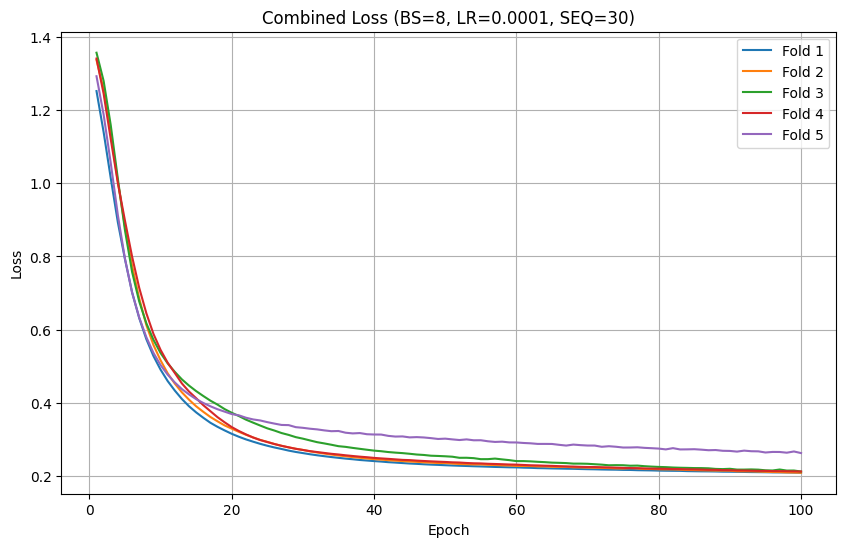 Combined Loss (BS=8, LR=0.0001, SEQ=30)
1.4
1.2
1.0
0.8
0.6
0.4
0.2
Loss
Fold 1
Fold 2
Fold 3
Fold 4
Fold 5
0 20 40 60 80 100
Epoch